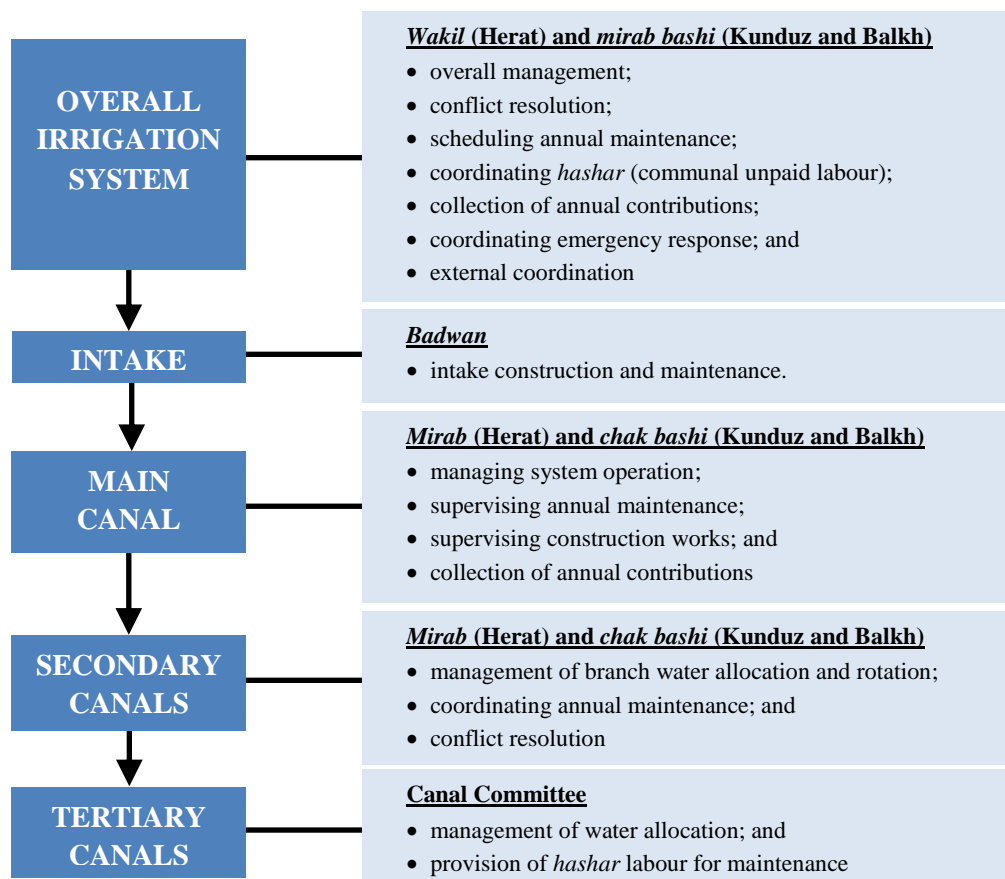 OVERALL
IRRIGATION
SYSTEM
Wakil (Herat) and mirab bashi (Kunduz and Balkh)
• overall management;
• conflict resolution;
• scheduling annual maintenance;
• coordinating hashar (communal unpaid labour);
• collection of annual contributions;
• coordinating emergency response; and
• external coordination
INTAKE
Badwan
• intake construction and maintenance.
MAIN
CANAL
Mirab (Herat) and chak bashi (Kunduz and Balkh)
• managing system operation;
• supervising annual maintenance;
• supervising construction works; and
• collection of annual contributions
SECONDARY
CANALS
Mirab (Herat) and chak bashi (Kunduz and Balkh)
• management of branch water allocation and rotation;
• coordinating annual maintenance; and
• conflict resolution
TERTIARY
CANALS
Canal Committee
• management of water allocation; and
• provision of hashar labour for maintenance